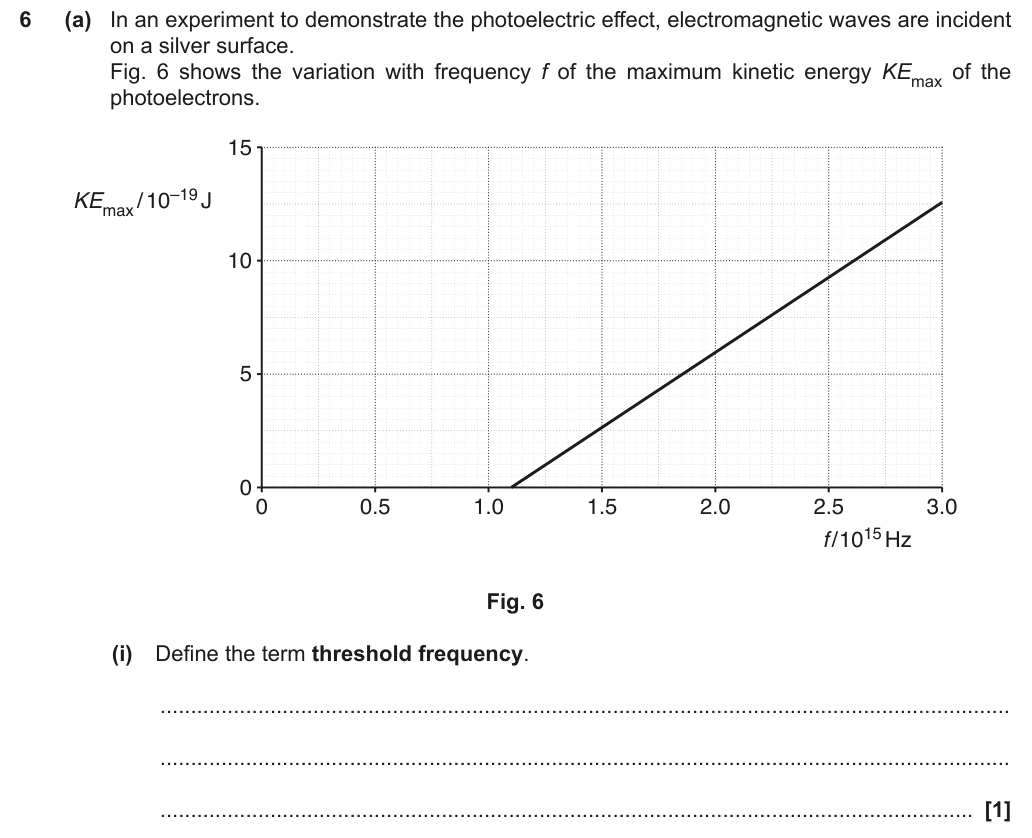 6 (a) In an experiment to demonstrate the photoelectric effect, electromagnetic waves are incident
on a silver surface.
Fig. 6 shows the variation with frequency f of the maximum kinetic energy KEmax of the
photoelectrons.
15
KEmax / 10–19 J
10
5
0
0 0.5 1.0 1.5 2.0 2.5 3.0
f/1015 Hz
Fig. 6
(i) Define the term threshold frequency.
..........................................................................................................................................
..........................................................................................................................................
.................................................................................................................................... [1]